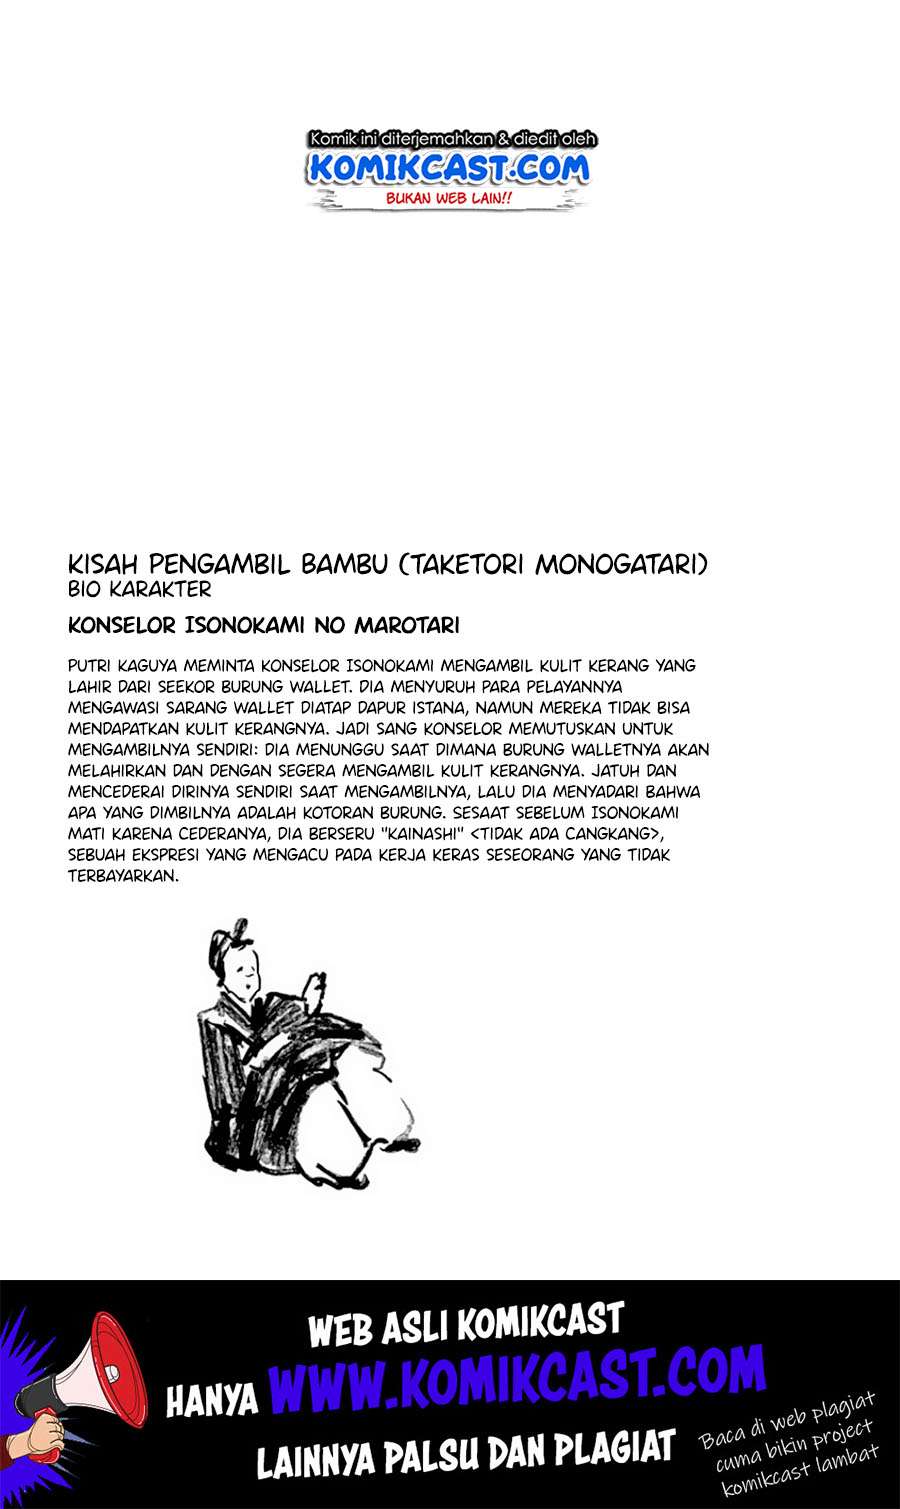 Komik ini diterjemahkan & diedit oleh
KOMIKCAST.COM
BUKAN WEB LAIN!!
KISAH PENGAMBIL BAMBU (TAKETORI MONOGATARI)
BIO KARAKTER
KONSELOR ISONOKAMI NO MAROTARI
PUTRI KAGUYA MEMINTA KONSELOR ISONOKAMI MENGAMBIL KULIT KERANG YANG
LAHIR DARI SEEKOR BURUNG WALLET. DIA MENYURUH PARA PELAYANNYA
MENGAWASI SARANG WALLET DIATAP DAPUR ISTANA, NAMUN MEREKA TIDAK BISA
MENDAPATKAN KULIT KERANGNYA. JADI SANG KONSELOR MEMUTUSKAN UNTUK
MENGAMBILNYA SENDIRI: DIA MENUNGGU SAAT DIMANA BURUNG WALLETNYA AKAN
MELAHIRKAN DAN DENGAN SEGERA MENGAMBIL KULIT KERANGNYA. JATUH DAN
MENCEDERAI DIRINYA SENDIRI SAAT MENGAMBILNYA, LALU DIA MENYADARI BAHWA
APA YANG DIMBILNYA ADALAH KOTORAN BURUNG. SESAAT SEBELUM ISONOKAMI
MATI KARENA CEDERANYA, DIA BERSERU "KAINASHI" <TIDAK ADA CANGKANG>,
SEBUAH EKSPRESI YANG MENGACU PADA KERJA KERAS SESEORANG YANG TIDAK
TERBAYARKAN.
WEB ASLI KOMIKCAST
HANYA WWW.KOMIKCAST.COM
LAINNYA PALSU DAN PLAGIAT
Baca di web plagiat
cuma bikin project
komikcast lambat